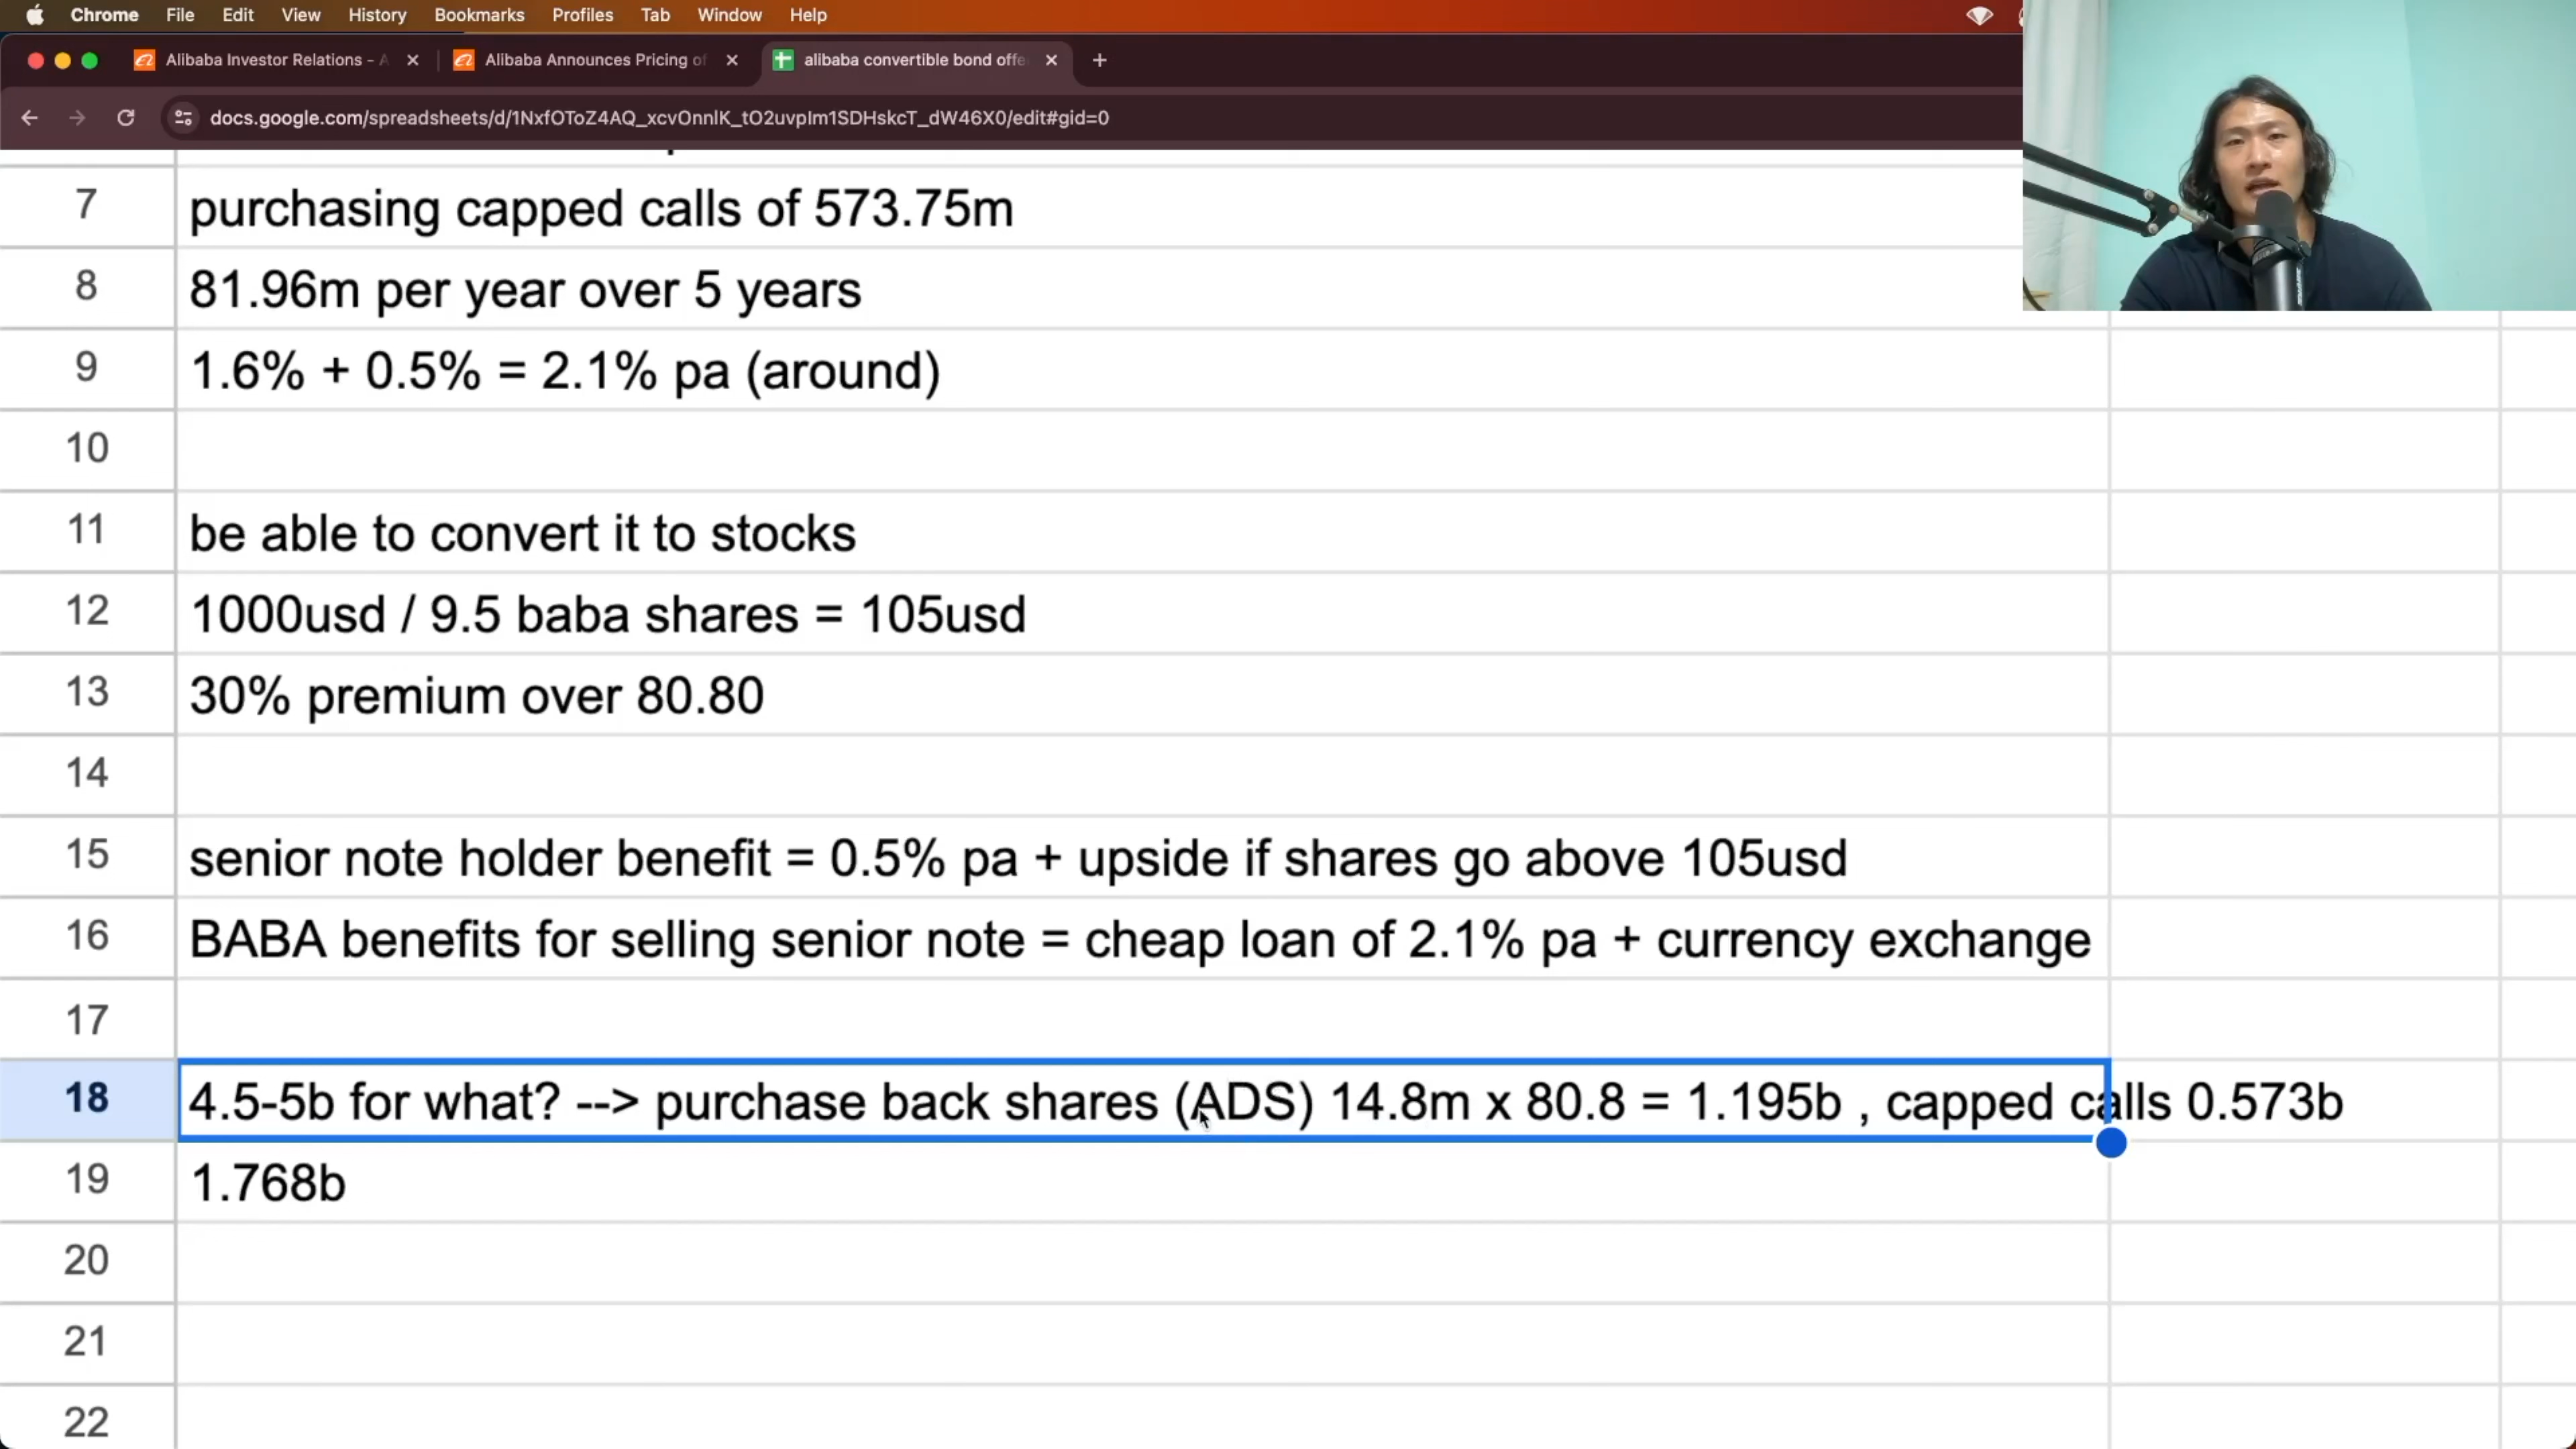 Chrome File Edit View History Bookmarks Profiles Tab Window Help
Alibaba Investor Relations - A
Alibaba Announces Pricing of
alibaba convertible bond offe
docs.google.com/spreadsheets/d/1NxfOToZ4AQ_xcvOnnlK_tO2uvpIm1SDHskcT_dW46X0/edit#gid=0
7 purchasing capped calls of 573.75m
8 81.96m per year over 5 years
9 1.6% + 0.5% = 2.1% pa (around)
10
11 be able to convert it to stocks
12 1000usd / 9.5 baba shares = 105usd
13 30% premium over 80.80
14
15 senior note holder benefit = 0.5% pa + upside if shares go above 105usd
16 BABA benefits for selling senior note = cheap loan of 2.1% pa + currency exchange
17
18 4.5-5b for what? --> purchase back shares (ADS) 14.8m x 80.8 = 1.195b , capped calls 0.573b
19 1.768b
20
21
22